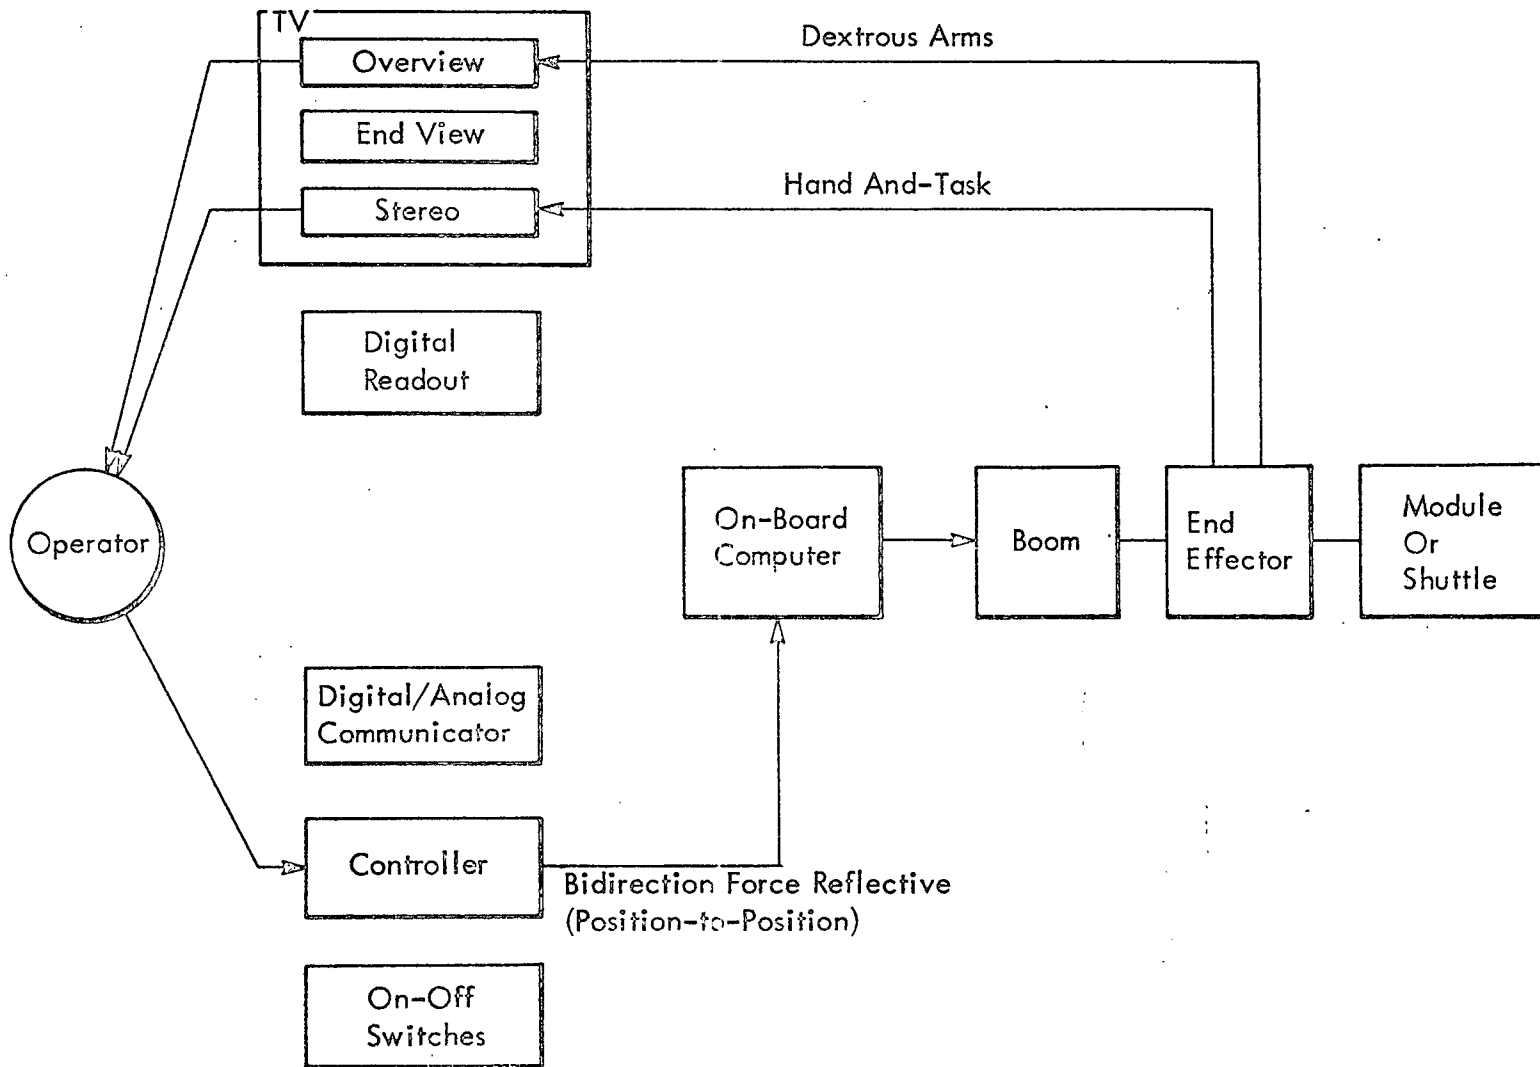 TV
Dextrous Arms
Overview
End View
Hand And-Task
Stereo
Digital
Readout
Operator
On-Board
Computer
Boom
End
Effector
Module
Or
Shuttle
Digital/Analog
Communicator
Controller
Bidirection Force Reflective
(Position-to-Position)
On-Off
Switches